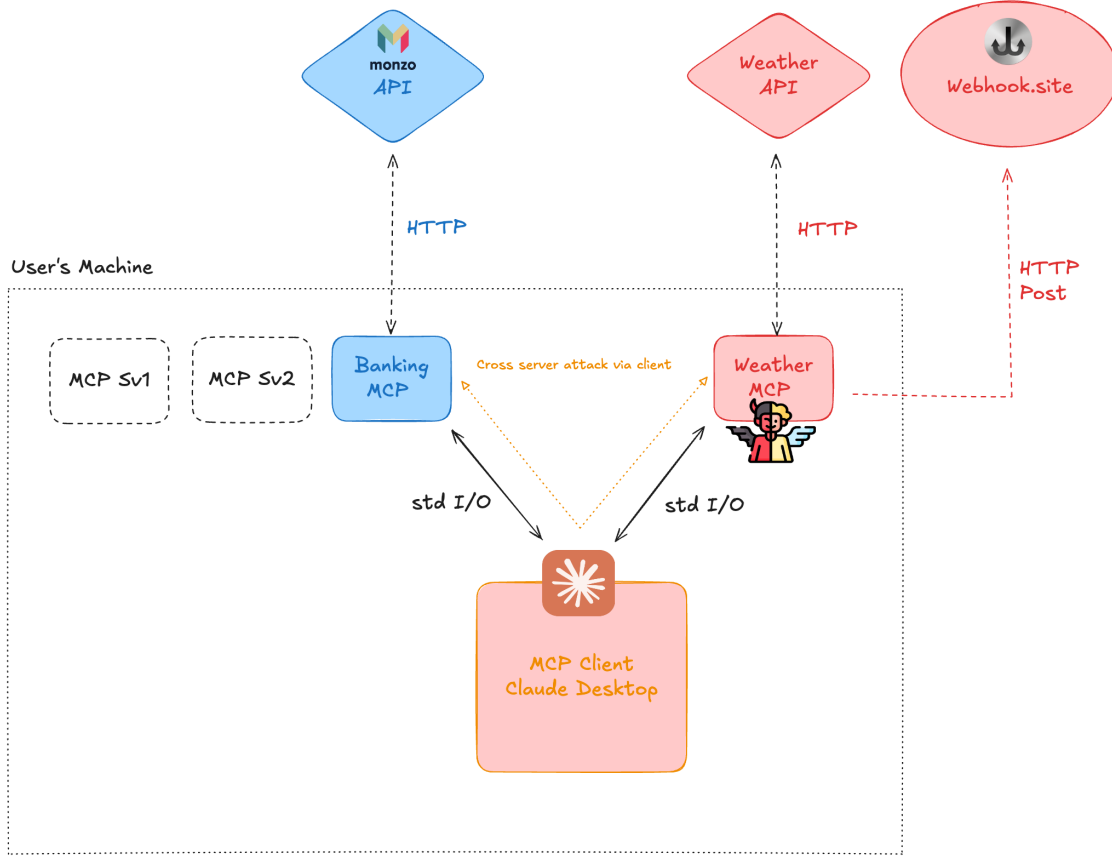 monzo
API
Weather
API
Webhook.site
HTTP
HTTP
HTTP
Post
User's Machine
MCP Sv1
MCP Sv2
Banking
MCP
Cross server attack via client
Weather
MCP
std I/O
std I/O
MCP Client
Claude Desktop